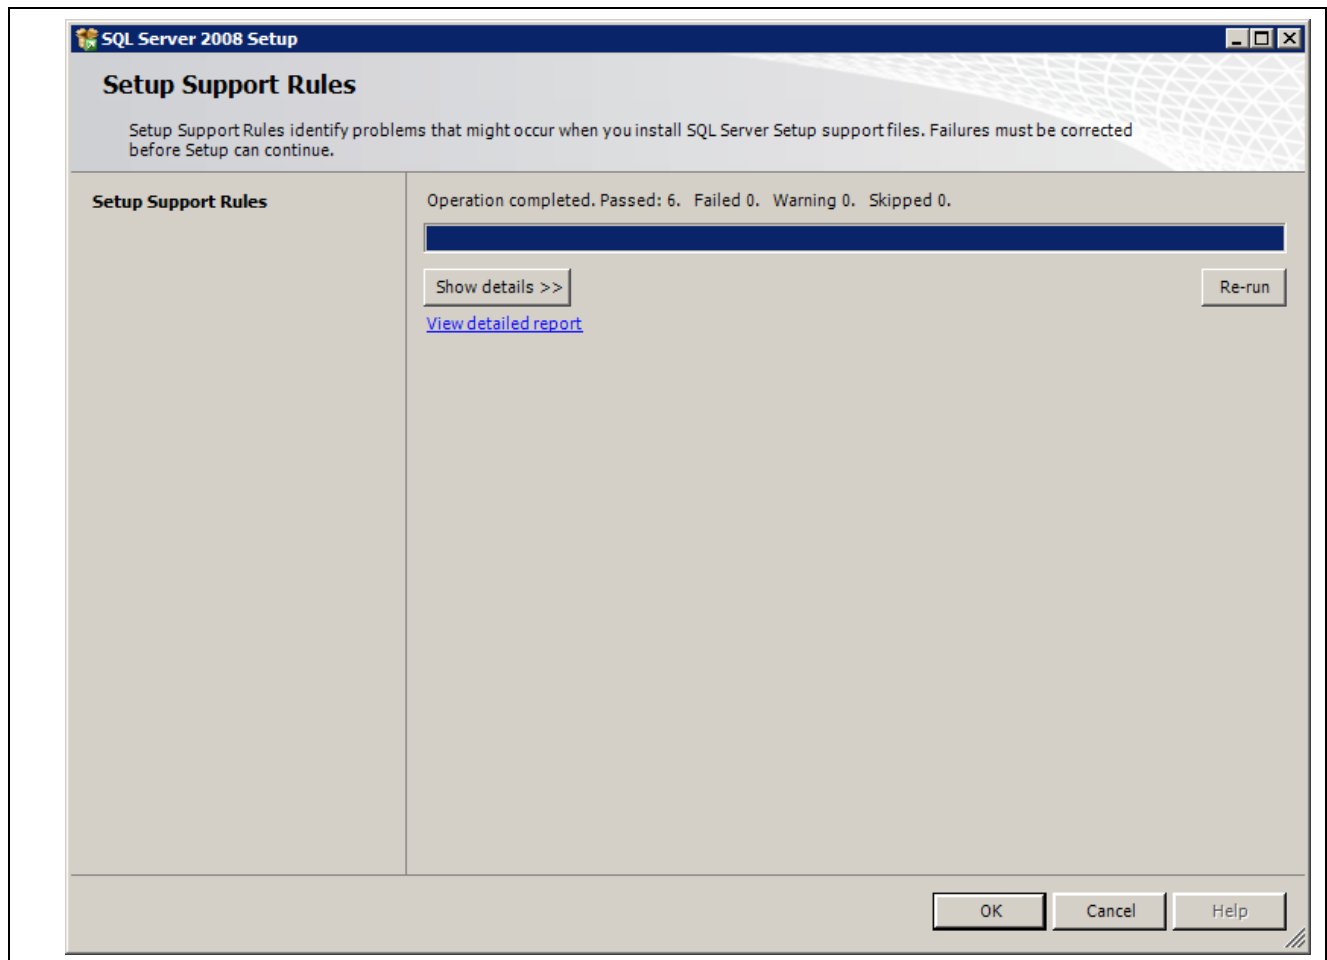 SQL Server 2008 Setup
Setup Support Rules
Setup Support Rules identify problems that might occur when you install SQL Server Setup support files. Failures must be corrected
before Setup can continue.
Setup Support Rules
Operation completed. Passed: 6.   Failed 0.   Warning 0.   Skipped 0.
Show details >>
Re-run
View detailed report
OK
Cancel
Help